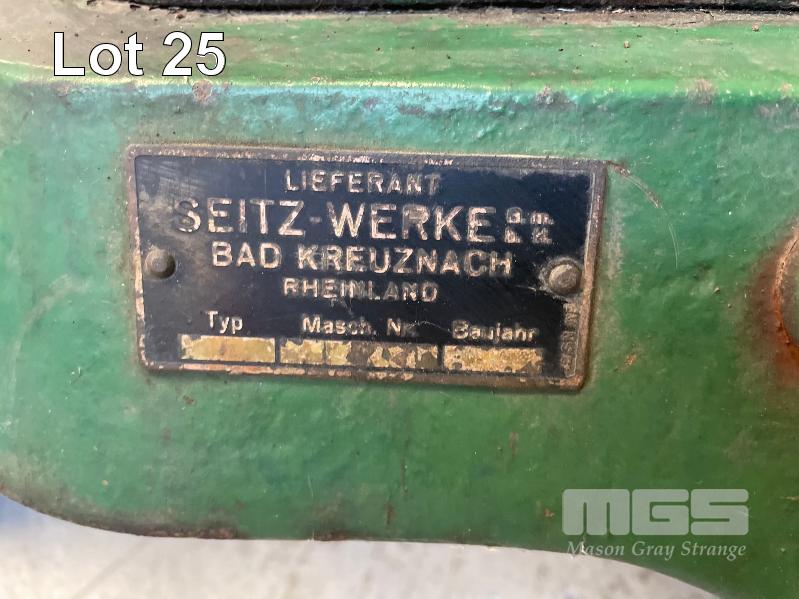 Lot 25
LIEFERANT
SEITZ-WERKE
BAD KREUZNACH
RHEINLAND
Typ Masch. Nr. Baujahr
MGS
Mason Gray Strange